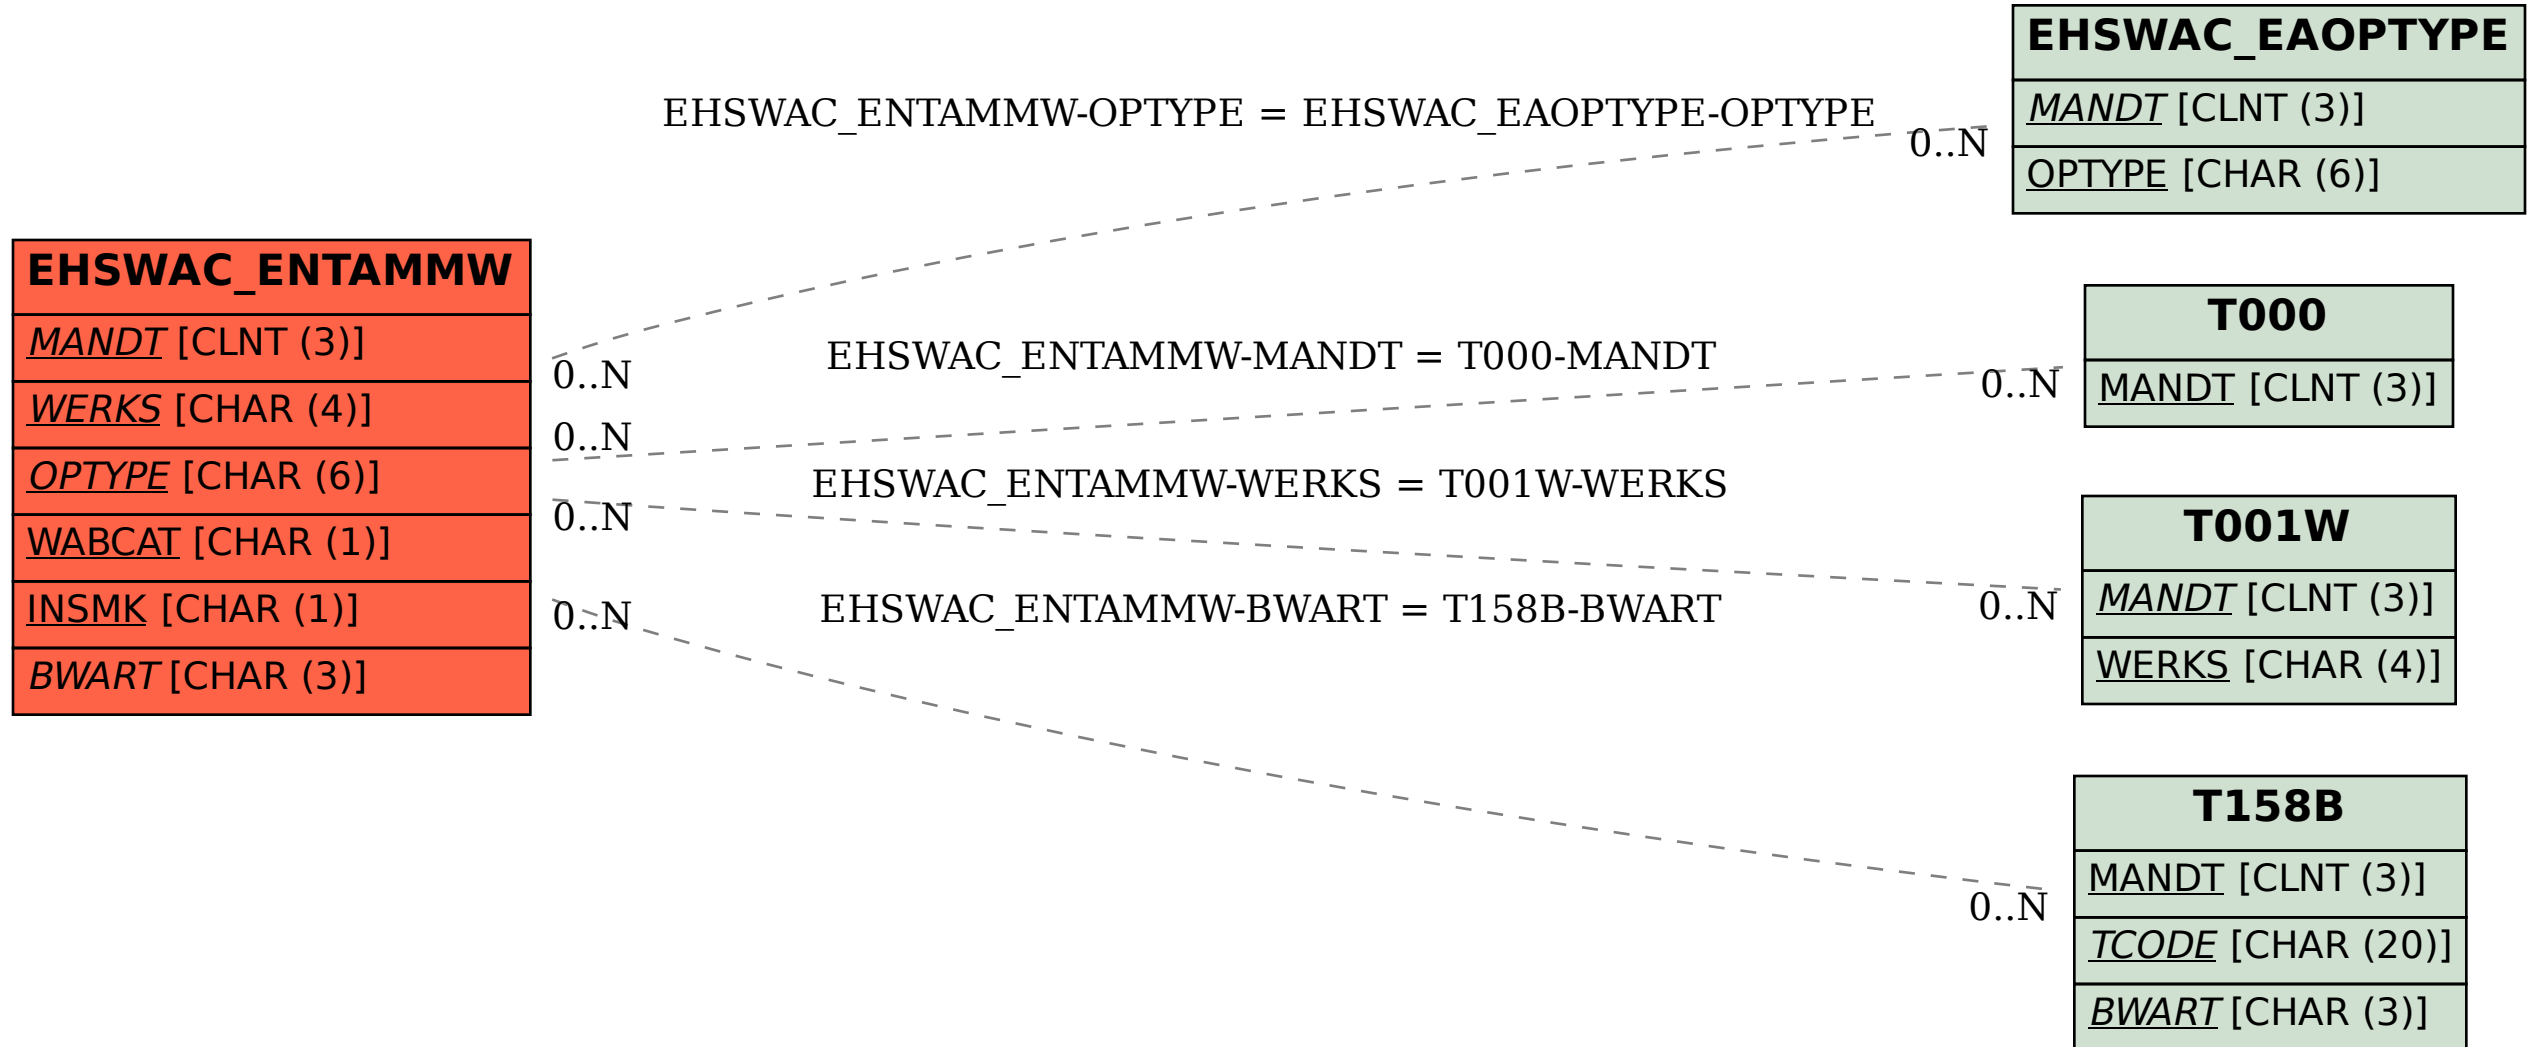 EHSWAC_EAOPTYPE
MANDT [CLNT (3)]
OPTYPE [CHAR (6)]
EHSWAC_ENTAMMW-OPTYPE = EHSWAC_EAOPTYPE-OPTYPE
0..N
EHSWAC_ENTAMMW
MANDT [CLNT (3)]
WERKS [CHAR (4)]
OPTYPE [CHAR (6)]
WABCAT [CHAR (1)]
INSMK [CHAR (1)]
BWART [CHAR (3)]
0..N
0..N
0..N
0..N
EHSWAC_ENTAMMW-MANDT = T000-MANDT
0..N
T000
MANDT [CLNT (3)]
EHSWAC_ENTAMMW-WERKS = T001W-WERKS
0..N
T001W
MANDT [CLNT (3)]
WERKS [CHAR (4)]
EHSWAC_ENTAMMW-BWART = T158B-BWART
0..N
T158B
MANDT [CLNT (3)]
TCODE [CHAR (20)]
BWART [CHAR (3)]